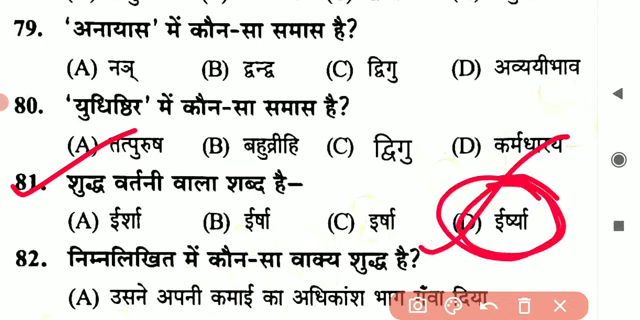 79. 'अनायास' में कौन-सा समास है?
(A) नञ् (B) द्वन्द्व (C) द्विगु (D) अव्ययीभाव
80. 'युधिष्ठिर' में कौन-सा समास है?
(A) तत्पुरुष (B) बहुव्रीहि (C) द्विगु (D) कर्मधारय
81. शुद्ध वर्तनी वाला शब्द है–
(A) ईर्शा (B) ईर्षा (C) इर्षा (D) ईर्ष्या
82. निम्नलिखित में कौन-सा वाक्य शुद्ध है?
(A) उसने अपनी कमाई का अधिकांश भाग गँवा दिया